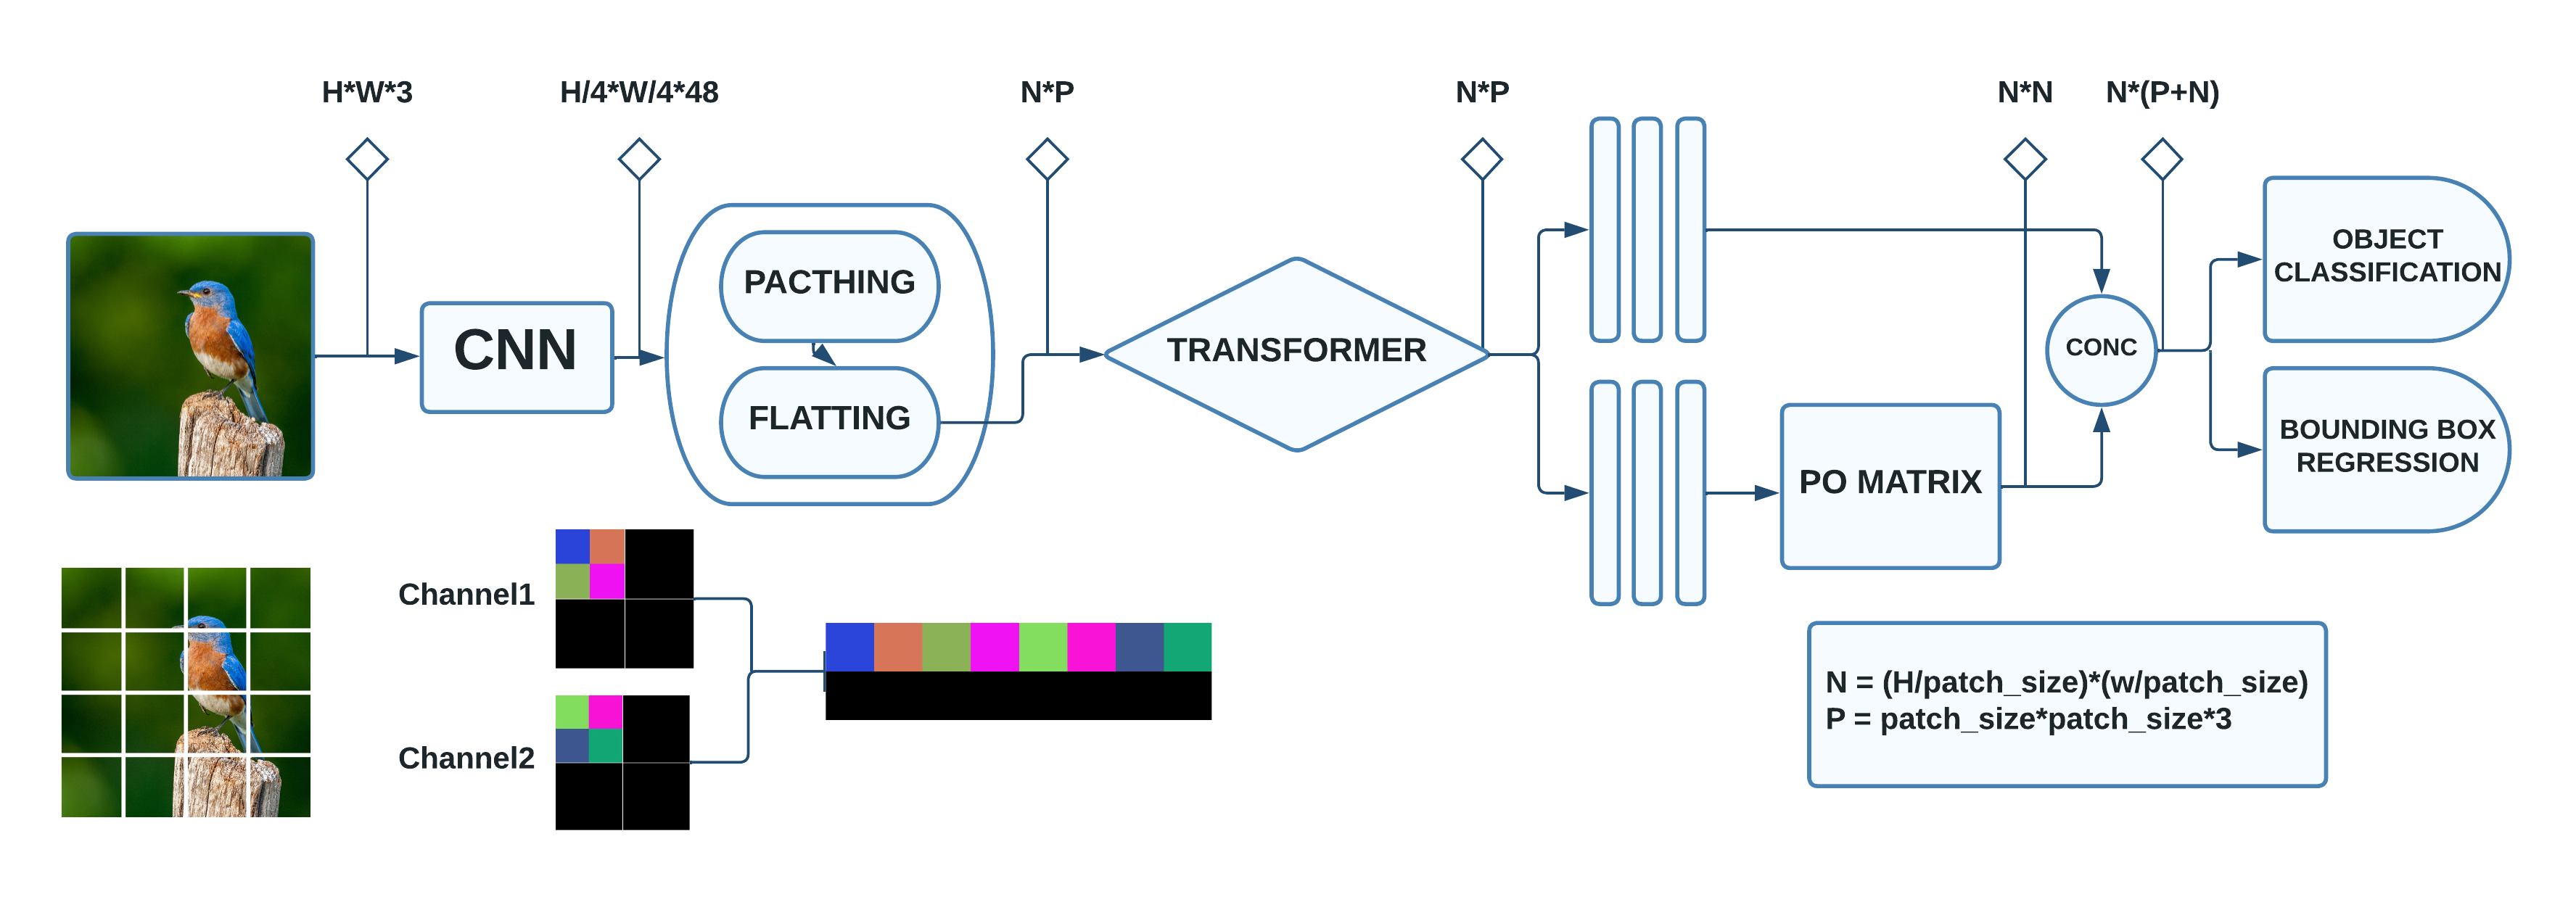 H*W*3
H/4*W/4*48
N*P
N*P
N*N
N*(P+N)
CNN
PACTHING
FLATTING
TRANSFORMER
PO MATRIX
CONC
OBJECT
CLASSIFICATION
BOUNDING BOX
REGRESSION
Channel1
Channel2
N = (H/patch_size)*(w/patch_size)
P = patch_size*patch_size*3